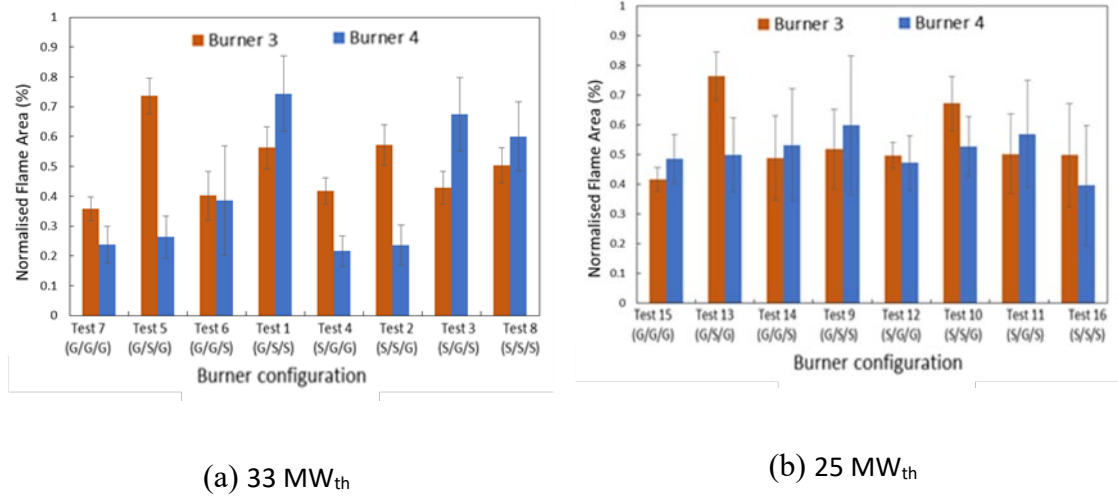 1
0.9
0.8
0.7
0.6
0.5
0.4
0.3
0.2
0.1
0
Normalised Flame Area (%)
Burner 3 Burner 4
Test 7 Test 5 Test 6 Test 1 Test 4 Test 2 Test 3 Test 8
(G/G/G) (G/S/G) (G/G/S) (G/S/S) (S/G/G) (S/S/G) (S/G/S) (S/S/S)
Burner configuration
(a) 33 MWth
1
0.9
0.8
0.7
0.6
0.5
0.4
0.3
0.2
0.1
0
Normalised Flame Area (%)
Burner 3 Burner 4
Test 15 Test 13 Test 14 Test 9 Test 12 Test 10 Test 11 Test 16
(G/G/G) (G/S/G) (G/G/S) (G/S/S) (S/G/G) (S/S/G) (S/G/S) (S/S/S)
Burner configuration
(b) 25 MWth